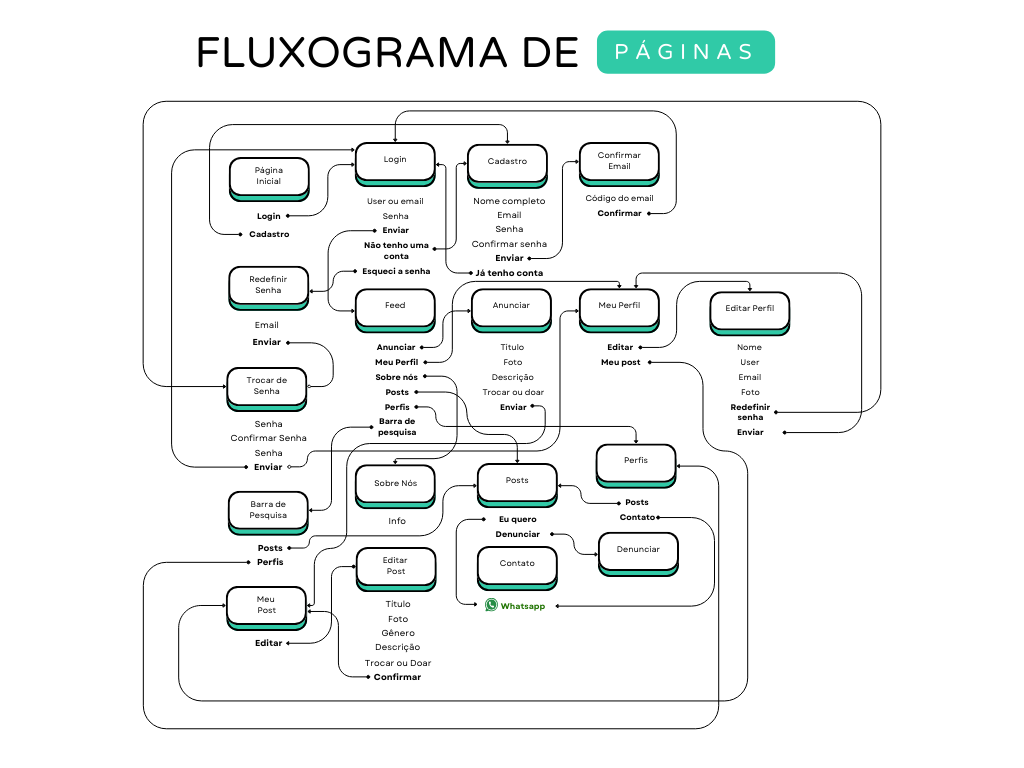 FLUXOGRAMA DE PÁGINAS
Página
Inicial
Login
Cadastro
Login
User ou email
Senha
Enviar
Não tenho uma
conta
Esqueci a senha
Cadastro
Nome completo
Email
Senha
Confirmar senha
Enviar
Já tenho conta
Confirmar
Email
Código do email
Confirmar
Redefinir
Senha
Email
Enviar
Feed
Anunciar
Meu Perfil
Sobre nós
Posts
Perfis
Barra de
pesquisa
Anunciar
Título
Foto
Descrição
Trocar ou doar
Enviar
Meu Perfil
Editar
Meu post
Editar Perfil
Nome
User
Email
Foto
Redefinir
senha
Enviar
Trocar de
Senha
Senha
Confirmar Senha
Senha
Enviar
Sobre Nós
Info
Posts
Eu quero
Denunciar
Perfis
Posts
Contato
Barra de
Pesquisa
Posts
Perfis
Editar
Post
Título
Foto
Gênero
Descrição
Trocar ou Doar
Confirmar
Contato
Whatsapp
Denunciar
Meu
Post
Editar